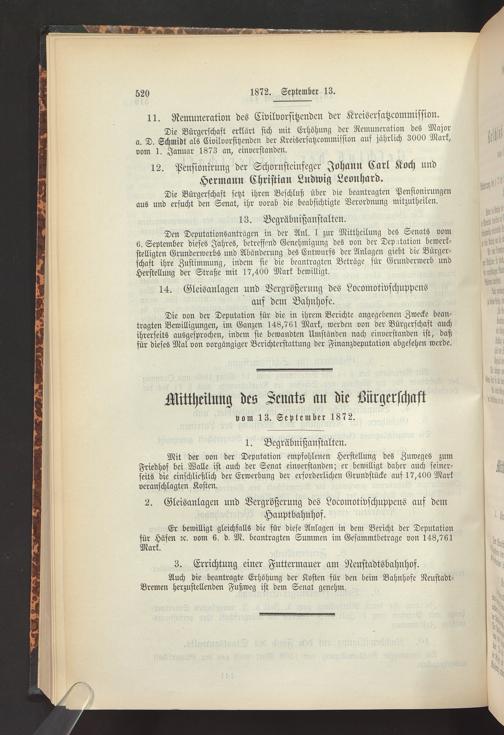 520 1872. September 13.
11. Remuneration des Civilvorsitzenden der Kreisersatzcommission.
Die Bürgerschaft erklärt sich mit Erhöhung der Remuneration des Major
a. D. Schmidt als Civilvorsitzenden der Kreisersatzcommission auf jährlich 3000 Mark,
vom 1. Januar 1873 an, einverstanden.
12. Pensionirung der Schornsteinfeger Johann Carl Koch und
Hermann Christian Ludwig Leonhard.
Die Bürgerschaft setzt ihren Beschluß über die beantragten Pensionirungen
aus und ersucht den Senat, ihr vorab die beabsichtigte Verordnung mitzutheilen.
13. Begräbnißanstalten.
Den Deputationsanträgen in der Anl. I zur Mittheilung des Senats vom
6. September dieses Jahres, betreffend Genehmigung des von der Deputation bewerk-
stelligten Grunderwerbs und Abänderung des Entwurfs der Anlagen giebt die Bürger-
schaft ihre Zustimmung, indem sie die beantragten Beträge für Grunderwerb und
Herstellung der Straße mit 17,400 Mark bewilligt.
14. Gleisanlagen und Vergrößerung des Locomotivschuppens
auf dem Bahnhofe.
Die von der Deputation für die in ihrem Berichte angegebenen Zwecke bean-
tragten Bewilligungen, im Ganzen 148,761 Mark, werden von der Bürgerschaft auch
ihrerseits ausgesprochen, indem sie bewandten Umständen nach einverstanden ist, daß
für dieses Mal von vorgängiger Berichterstattung der Finanzdeputation abgesehen werde.
Mittheilung des Senats an die Bürgerschaft
vom 13. September 1872.
1. Begräbnißanstalten.
Mit der von der Deputation empfohlenen Herstellung des Zuweges zum
Friedhof bei Walle ist auch der Senat einverstanden; er bewilligt daher auch seiner-
seits die einschließlich der Erwerbung der erforderlichen Grundstücke auf 17,400 Mark
veranschlagten Kosten.
2. Gleisanlagen und Vergrößerung des Locomotivschuppens auf dem
Hauptbahnhof.
Er bewilligt gleichfalls die für diese Anlagen in dem Bericht der Deputation
für Häfen ꝛc. vom 6. d. M. beantragten Summen im Gesammtbetrage von 148,761
Mark.
3. Errichtung einer Futtermauer am Neustadtsbahnhof.
Auch die beantragte Erhöhung der Kosten für den beim Bahnhofe Neustadt-
Bremen herzustellenden Fußweg ist dem Senat genehm.